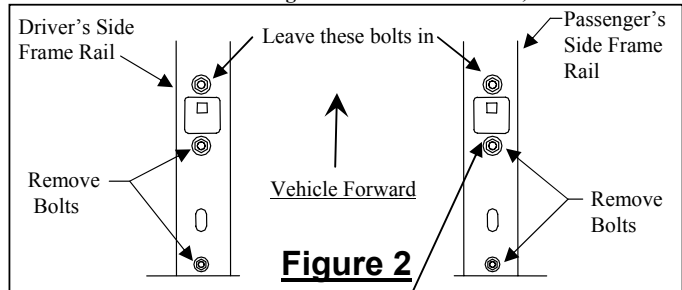 Driver's Side
Frame Rail
Leave these bolts in
Passenger's
Side Frame
Rail
Remove
Bolts
Vehicle Forward
Remove
Bolts
Figure 2